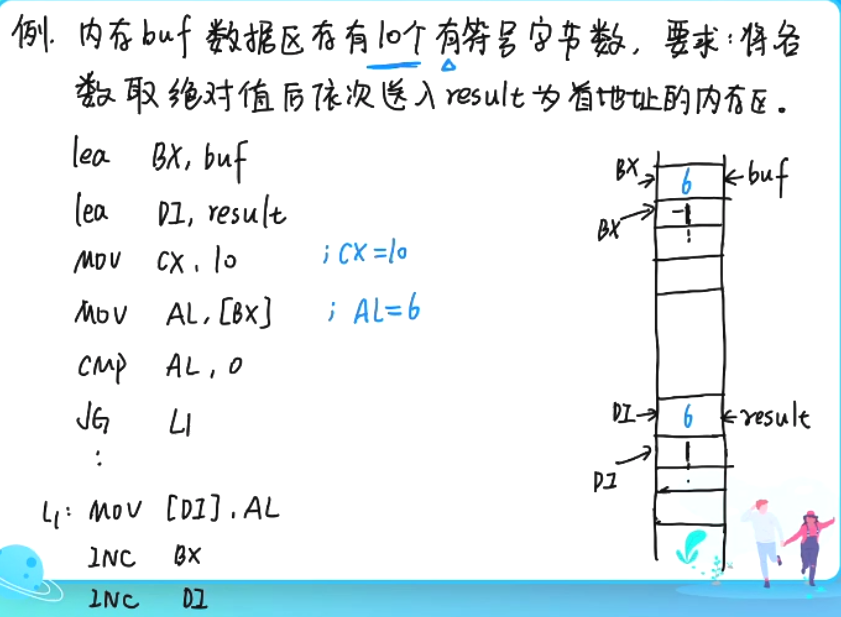 例. 内存buf数据区存有10个有符号字节数, 要求:将各
数取绝对值后依次送入result为首地址的内存区。
lea BX, buf
lea DI, result
MOV CX, 10 ;CX=10
MOV AL, [BX] ; AL=6
CMP AL, 0
JG L1
⋮
L1: MOV [DI], AL
INC BX
INC DI
BX→ 6 ←buf
BX→ -1
⋮
DI→ 6 ←result
DI→ 1